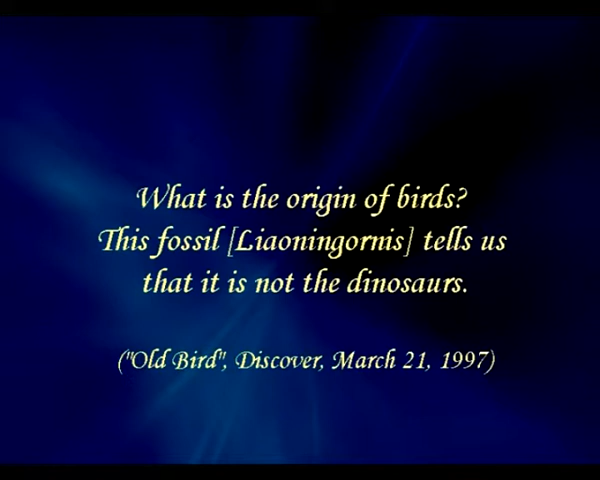 What is the origin of birds?
This fossil [Liaoningornis] tells us
that it is not the dinosaurs.
("Old Bird", Discover, March 21, 1997)